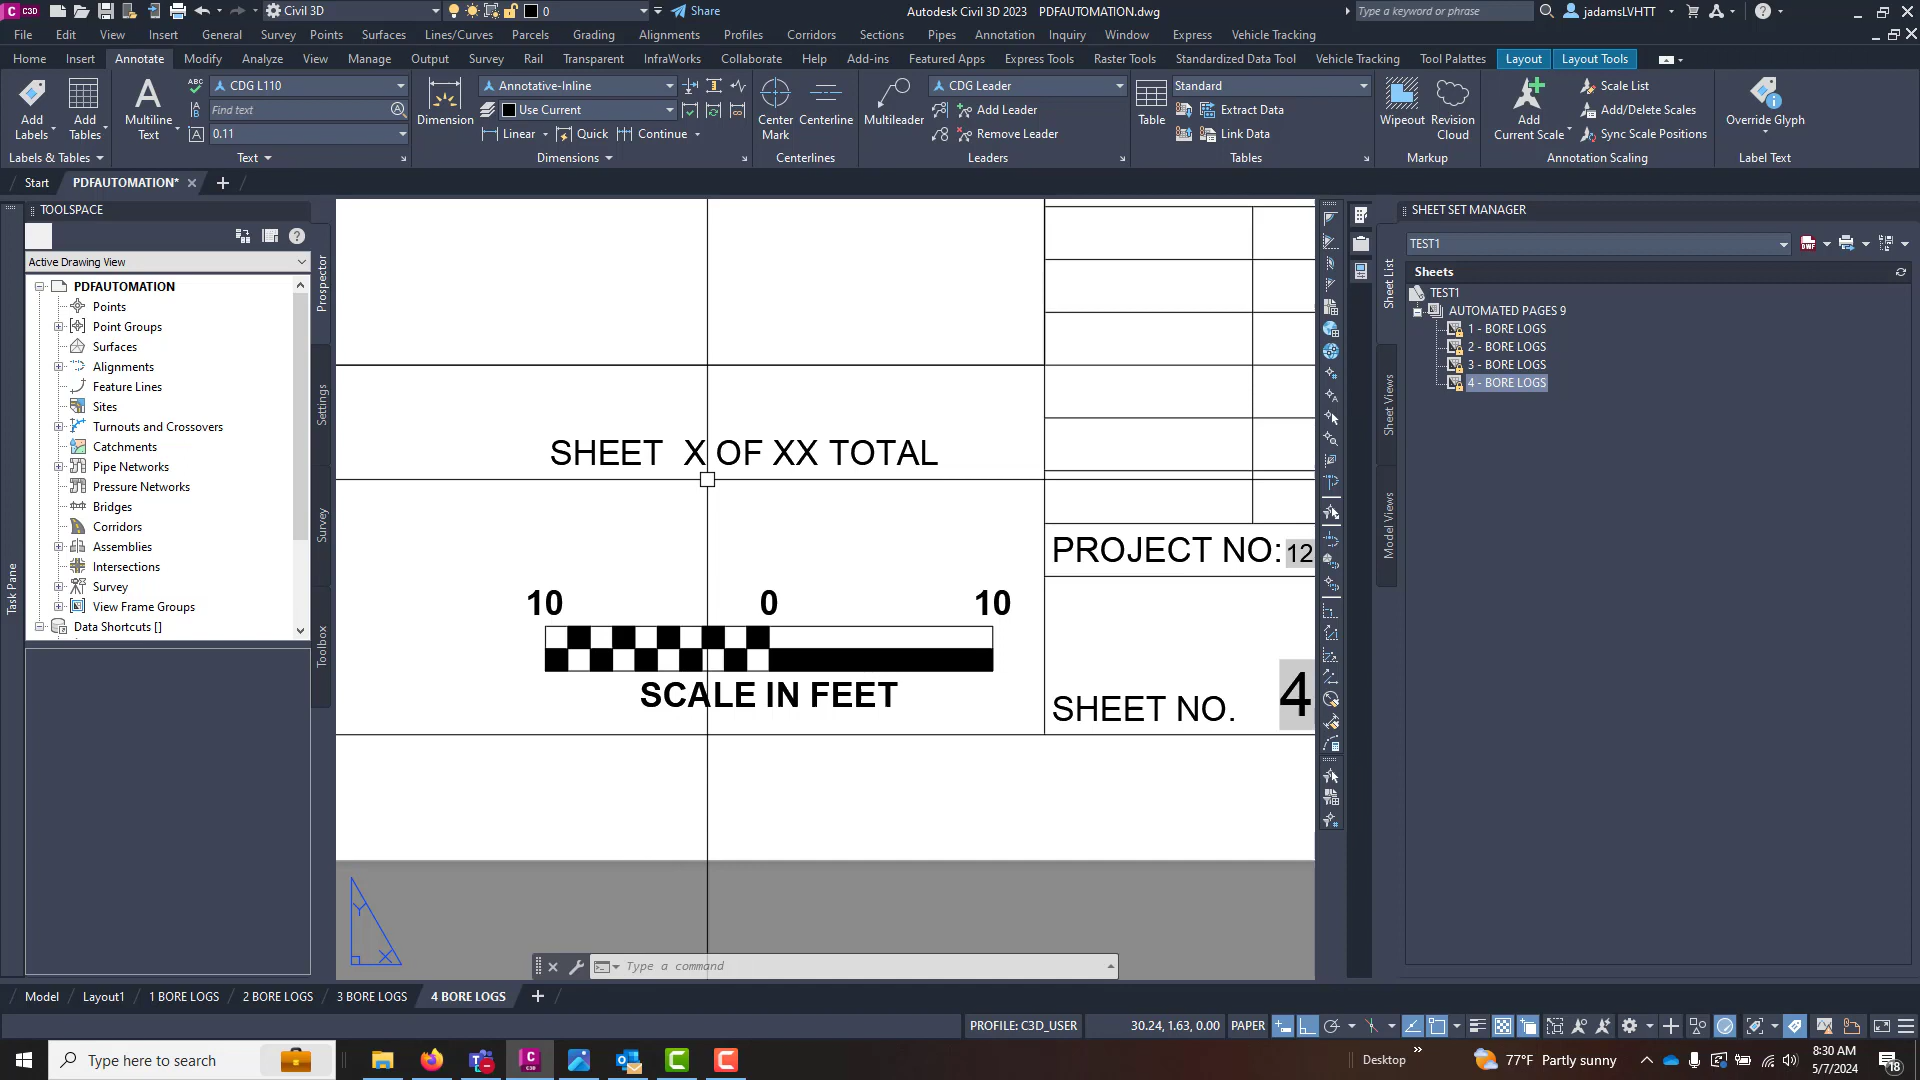 C3D
Civil 3D
0
Share
Autodesk Civil 3D 2023 PDFAUTOMATION.dwg
Type a keyword or phrase
jadamsLVHTT
File Edit View Insert General Survey Points Surfaces Lines/Curves Parcels Grading Alignments Profiles Corridors Sections Pipes Annotation Inquiry Window Express Vehicle Tracking
Home Insert Annotate Modify Analyze View Manage Output Survey Rail Transparent InfraWorks Collaborate Help Add-ins Featured Apps Express Tools Raster Tools Standardized Data Tool Vehicle Tracking Tool Palettes Layout Layout Tools
Add Labels
Add Tables
Labels & Tables
Multiline Text
ABC
CDG L110
Find text
0.11
Text
Dimension
Annotative-Inline
Use Current
Linear Quick Continue
Dimensions
Center Mark
Centerline
Centerlines
Multileader
CDG Leader
Add Leader
Remove Leader
Leaders
Table
Standard
Extract Data
Link Data
Tables
Wipeout
Revision Cloud
Markup
Add Current Scale
Scale List
Add/Delete Scales
Sync Scale Positions
Annotation Scaling
Override Glyph
Label Text
Start
PDFAUTOMATION*
TOOLSPACE
Active Drawing View
PDFAUTOMATION
Points
Point Groups
Surfaces
Alignments
Feature Lines
Sites
Turnouts and Crossovers
Catchments
Pipe Networks
Pressure Networks
Bridges
Corridors
Assemblies
Intersections
Survey
View Frame Groups
Data Shortcuts []
Prospector
Settings
Survey
Toolbox
Task Pane
SHEET X OF XX TOTAL
10 0 10
SCALE IN FEET
PROJECT NO: 12
SHEET NO. 4
Y
X
Type a command
SHEET SET MANAGER
TEST1
DWF
Sheets
TEST1
AUTOMATED PAGES 9
1 - BORE LOGS
2 - BORE LOGS
3 - BORE LOGS
4 - BORE LOGS
Sheet List
Sheet Views
Model Views
Model Layout1 1 BORE LOGS 2 BORE LOGS 3 BORE LOGS 4 BORE LOGS
PROFILE: C3D_USER
30.24, 1.63, 0.00
PAPER
Type here to search
Desktop
77°F Partly sunny
8:30 AM
5/7/2024
18